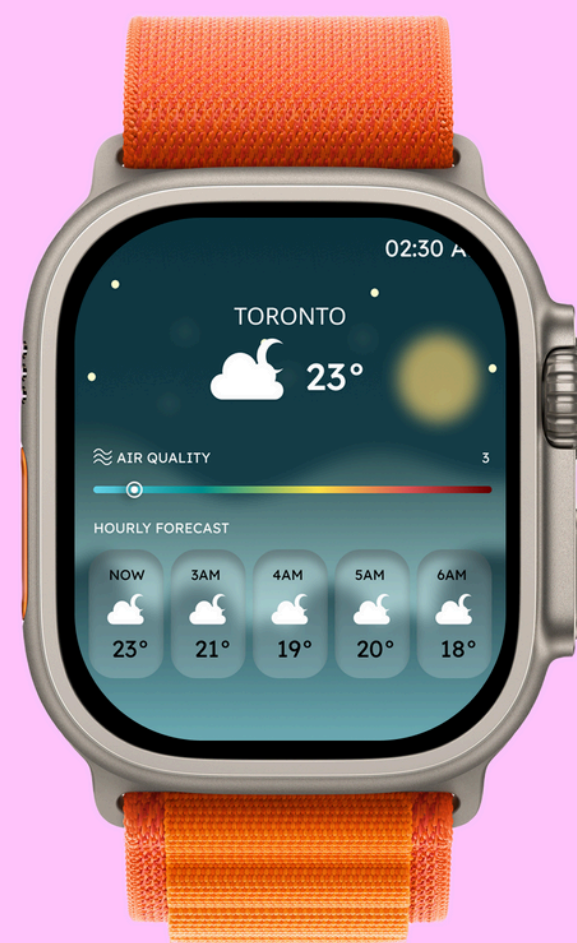 02:30 A
TORONTO
23°
AIR QUALITY 3
HOURLY FORECAST
NOW 3AM 4AM 5AM 6AM
23° 21° 19° 20° 18°